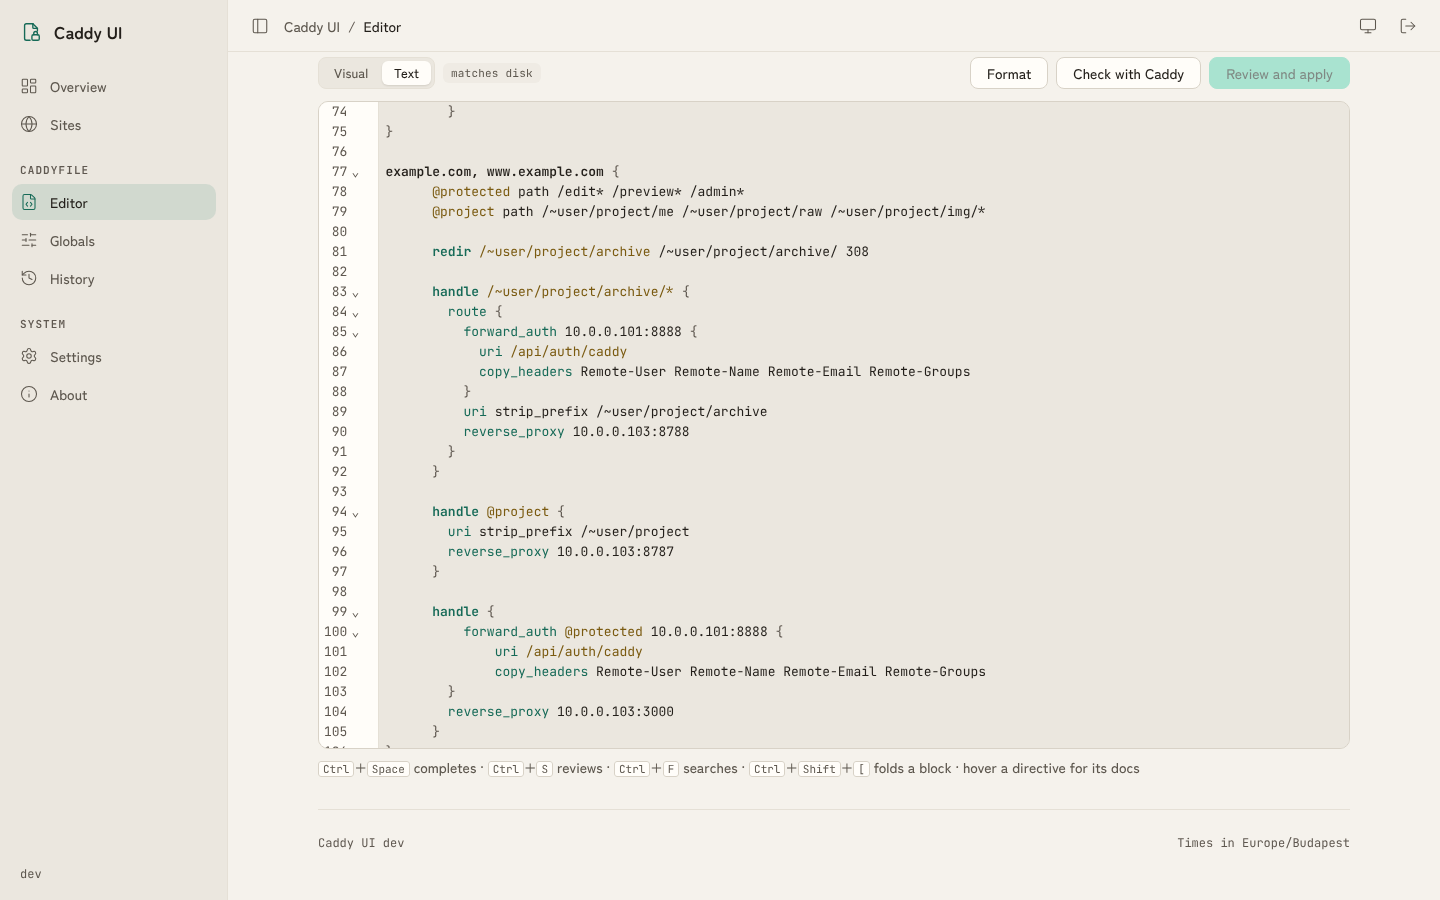 Caddy UI
Overview
Sites
CADDYFILE
Editor
Globals
History
SYSTEM
Settings
About
dev
Caddy UI / Editor
Visual Text matches disk Format Check with Caddy Review and apply
74 }
75 }
76
77 example.com, www.example.com {
78 @protected path /edit* /preview* /admin*
79 @project path /~user/project/me /~user/project/raw /~user/project/img/*
80
81 redir /~user/project/archive /~user/project/archive/ 308
82
83 handle /~user/project/archive/* {
84 route {
85 forward_auth 10.0.0.101:8888 {
86 uri /api/auth/caddy
87 copy_headers Remote-User Remote-Name Remote-Email Remote-Groups
88 }
89 uri strip_prefix /~user/project/archive
90 reverse_proxy 10.0.0.103:8788
91 }
92 }
93
94 handle @project {
95 uri strip_prefix /~user/project
96 reverse_proxy 10.0.0.103:8787
97 }
98
99 handle {
100 forward_auth @protected 10.0.0.101:8888 {
101 uri /api/auth/caddy
102 copy_headers Remote-User Remote-Name Remote-Email Remote-Groups
103 }
104 reverse_proxy 10.0.0.103:3000
105 }
Ctrl+Space completes · Ctrl+S reviews · Ctrl+F searches · Ctrl+Shift+[ folds a block · hover a directive for its docs
Caddy UI dev
Times in Europe/Budapest